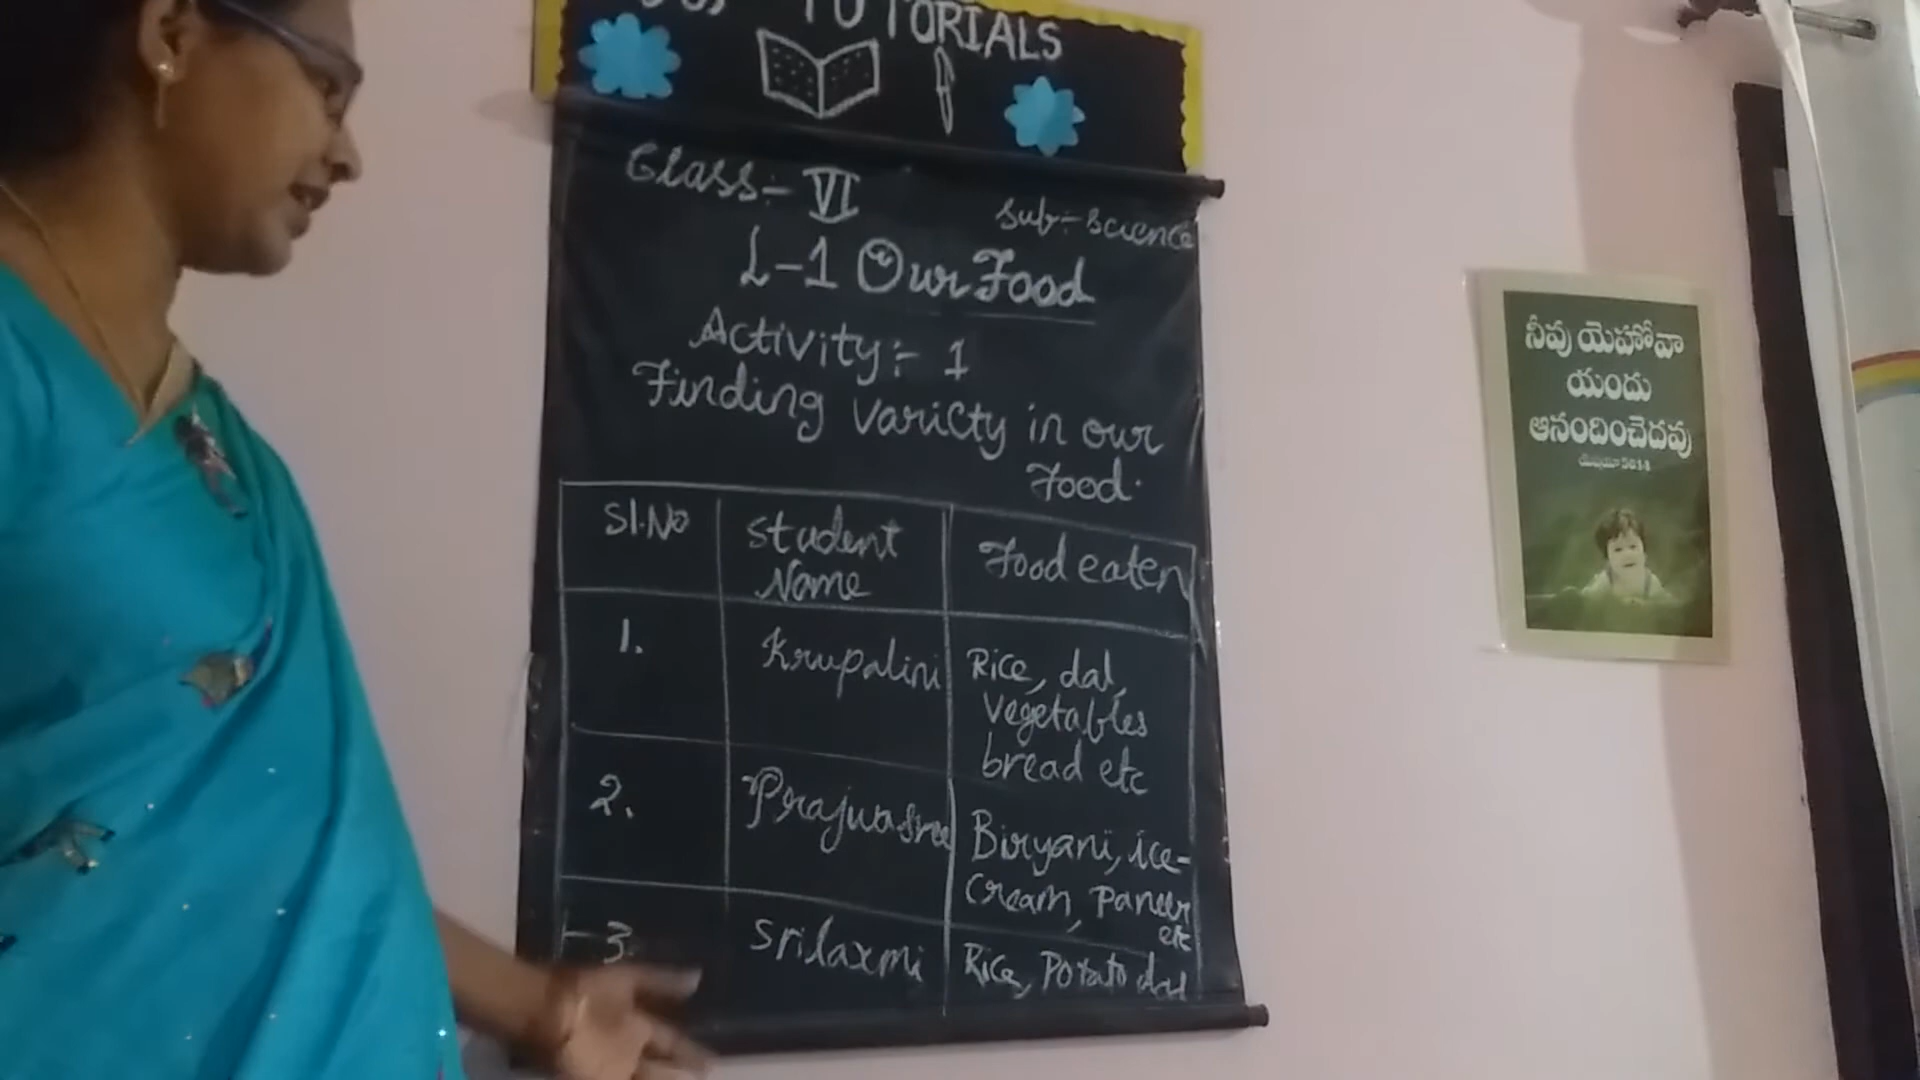 TUTORIALS
Class:- VI
Sub:- Science
L-1 Our Food
Activity:- 1
Finding Variety in our
Food.
Sl.No
Student
Name
Food eaten
1.
Krupalini
Rice, dal,
Vegetables
bread etc
2.
Prajwasree
Biryani, ice-
Cream, Paneer
etc
3.
Srilaxmi
Rice, Potato dal
నీవు యెహోవా
యందు
ఆనందించెదవు